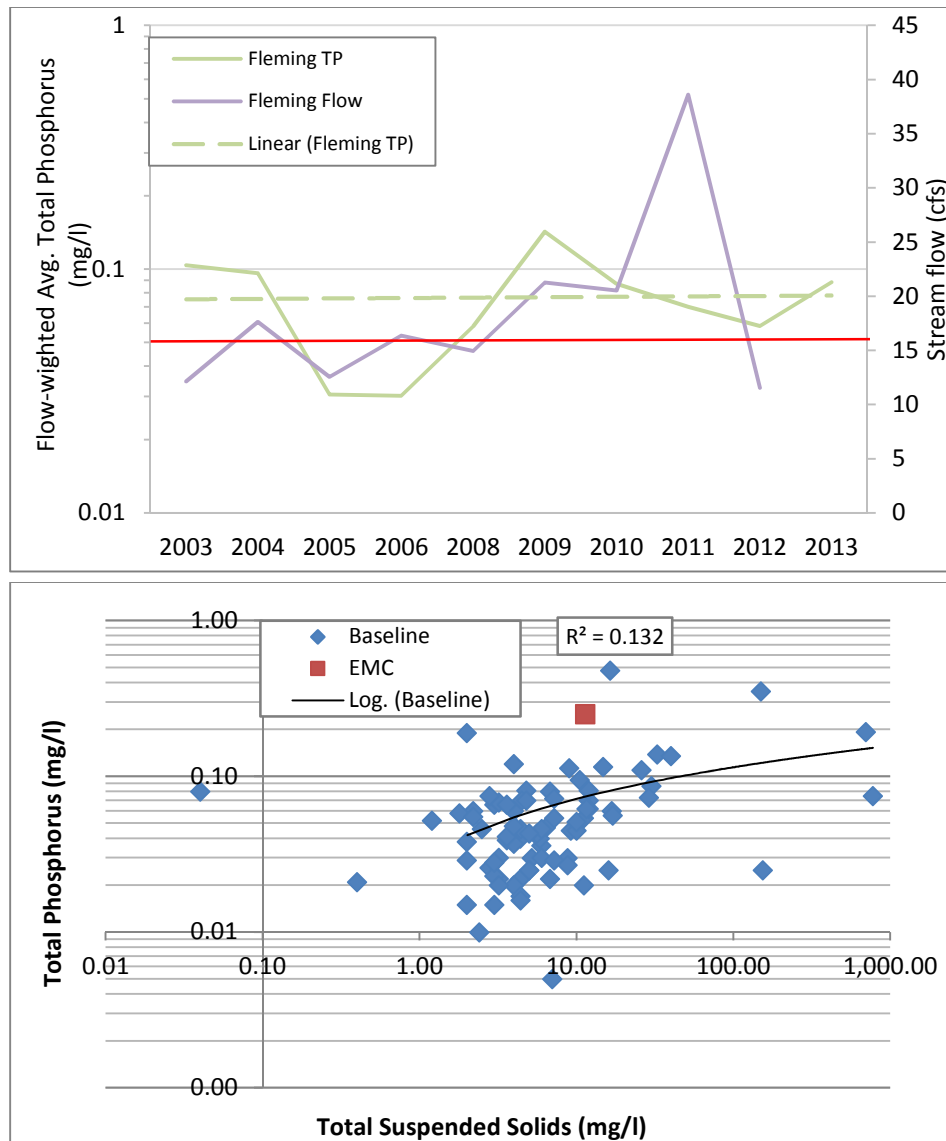 1
0.1
0.01
Flow-wighted Avg. Total Phosphorus
(mg/l)
Fleming TP
Fleming Flow
Linear (Fleming TP)
45
40
35
30
25
20
15
10
5
0
Stream flow (cfs)
2003 2004 2005 2006 2008 2009 2010 2011 2012 2013
1.00
0.10
0.01
0.00
Total Phosphorus (mg/l)
Baseline
EMC
Log. (Baseline)
R² = 0.132
0.01 0.10 1.00 10.00 100.00 1,000.00
Total Suspended Solids (mg/l)